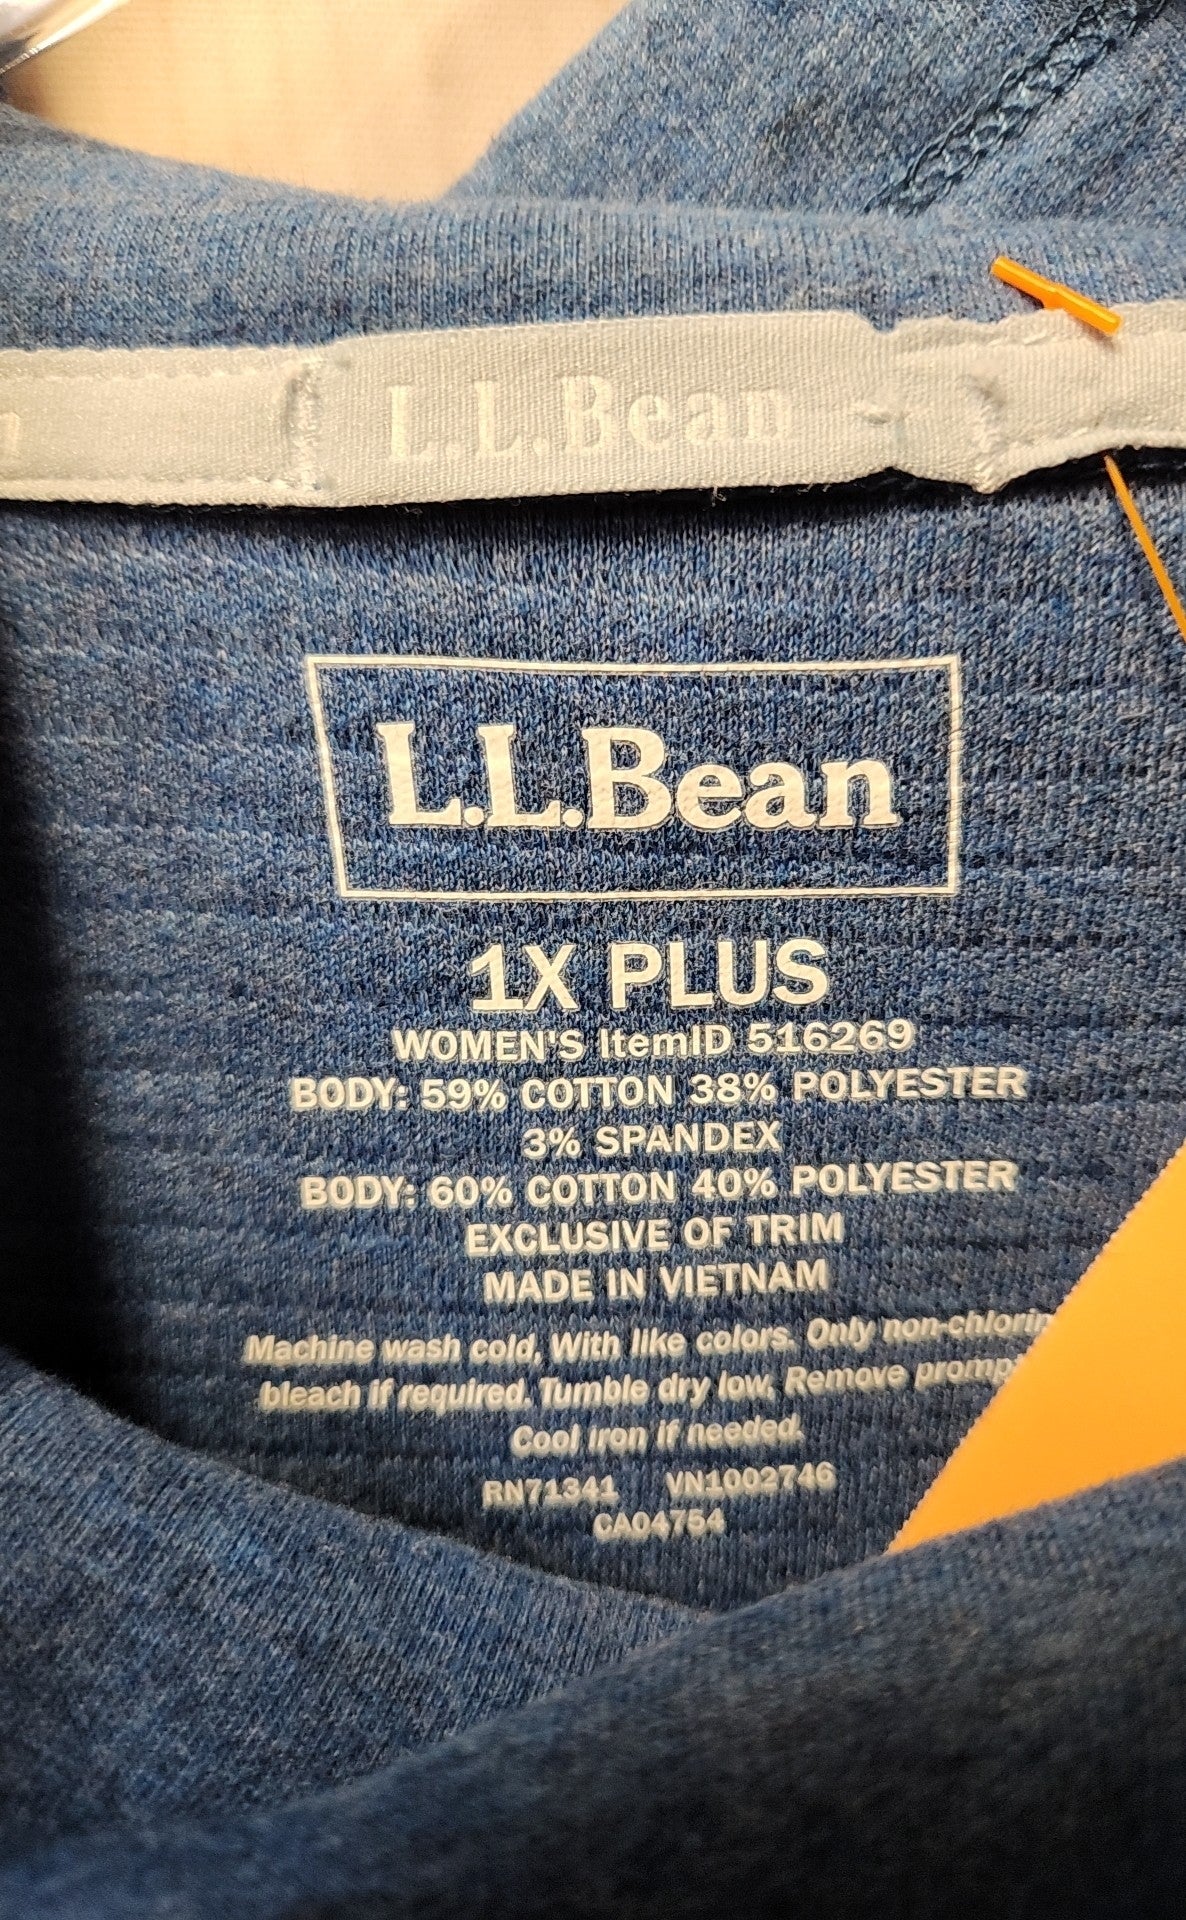 L.L.Bean
L.L.Bean
1X PLUS
WOMEN'S ItemID 516269
BODY: 59% COTTON 38% POLYESTER
3% SPANDEX
BODY: 60% COTTON 40% POLYESTER
EXCLUSIVE OF TRIM
MADE IN VIETNAM
Machine wash cold, With like colors. Only non-chlorin
bleach if required. Tumble dry low, Remove prompt
Cool iron if needed.
RN71341 VN1002746
CA04754